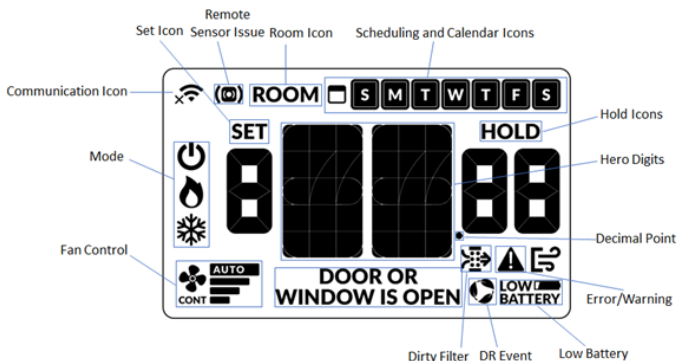 Remote
Set Icon Sensor Issue Room Icon Scheduling and Calendar Icons
Communication Icon
ROOM S M T W T F S
SET HOLD
Hold Icons
Mode
8 88
Hero Digits
Decimal Point
Fan Control
AUTO
CONT
DOOR OR
WINDOW IS OPEN
LOW
BATTERY
Error/Warning
Dirty Filter DR Event Low Battery